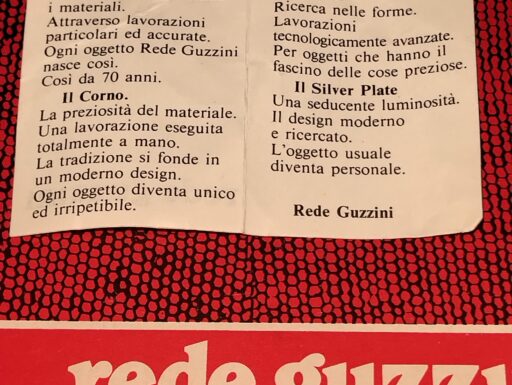 i materiali.
Attraverso lavorazioni
particolari ed accurate.
Ogni oggetto Rede Guzzini
nasce così.
Così da 70 anni.
Il Corno.
La preziosità del materiale.
Una lavorazione eseguita
totalmente a mano.
La tradizione si fonde in
un moderno design.
Ogni oggetto diventa unico
ed irripetibile.
Ricerca nelle forme.
Lavorazioni
tecnologicamente avanzate.
Per oggetti che hanno il
fascino delle cose preziose.
Il Silver Plate
Una seducente luminosità.
Il design moderno
e ricercato.
L'oggetto usuale
diventa personale.
Rede Guzzini
rede guzzi